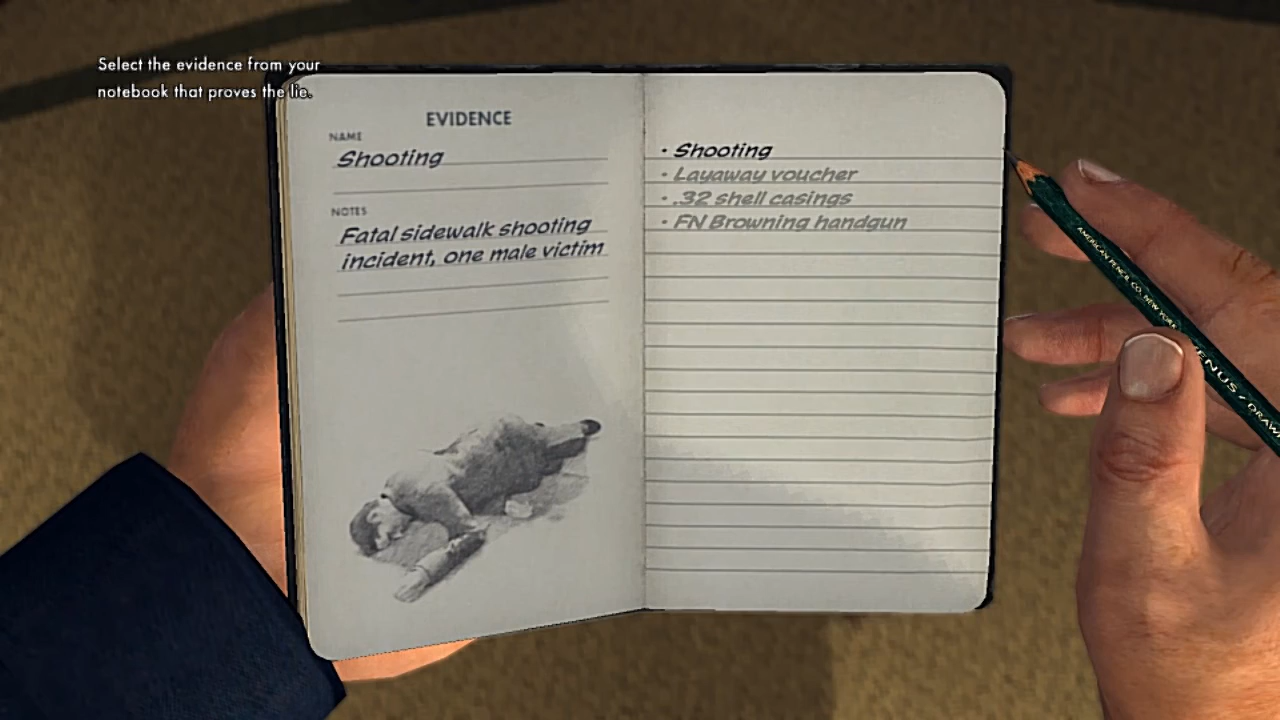 Select the evidence from your
notebook that proves the lie.
EVIDENCE
NAME
Shooting
NOTES
Fatal sidewalk shooting
incident, one male victim
· Shooting
· Layaway voucher
· .32 shell casings
· FN Browning handgun
AMERICAN PENCIL CO. NEW YORK
VENUS / DRAW